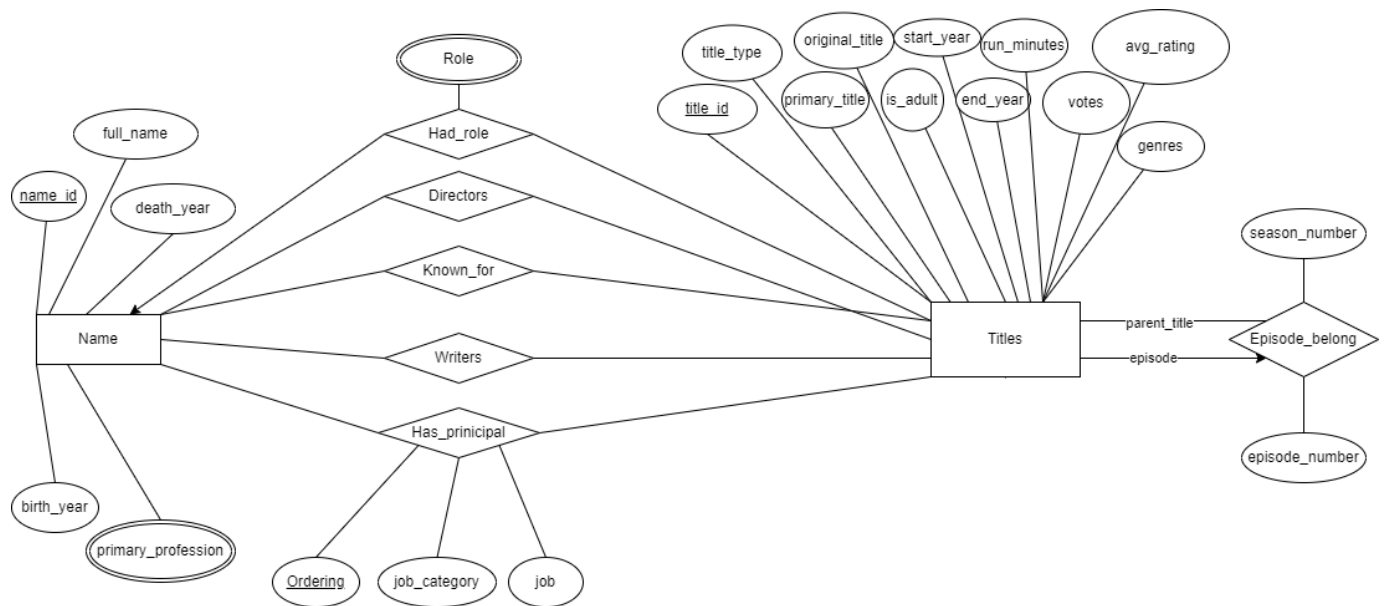 Role
original_title
start_year
run_minutes
avg_rating
title_type
title_id
primary_title
is_adult
end_year
votes
genres
full_name
Had_role
name_id
death_year
Directors
Known_for
season_number
Name
Writers
Titles
parent_title
episode
Episode_belong
Has_prinicipal
birth_year
primary_profession
episode_number
Ordering
job_category
job